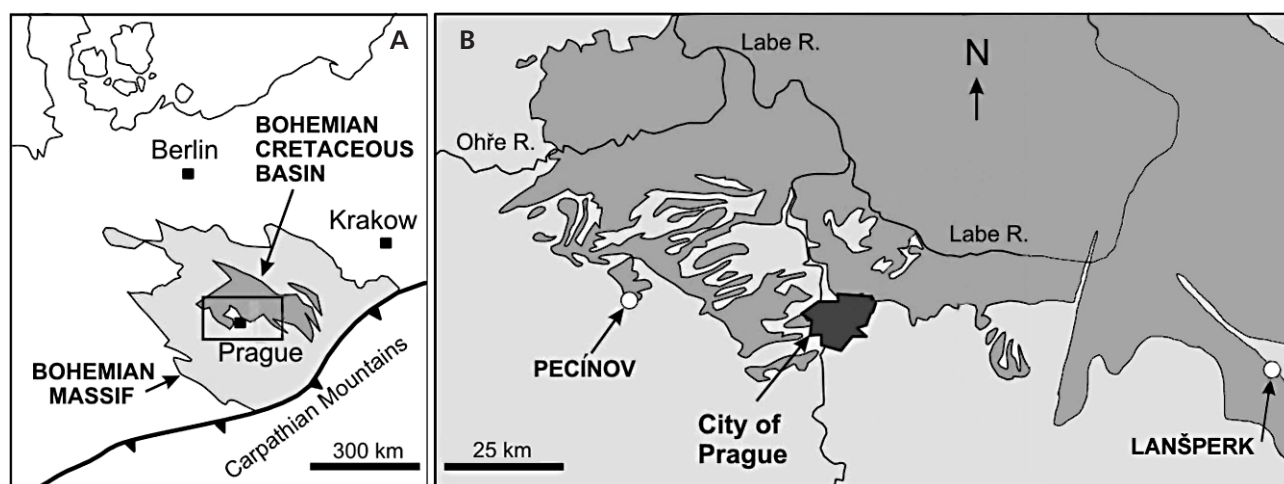 A
BOHEMIAN
CRETACEOUS
BASIN
Berlin
Krakow
Prague
BOHEMIAN
MASSIF
Carpathian Mountains
300 km
B
Labe R.
N
Ohře R.
Labe R.
PECÍNOV
City of
Prague
LANŠPERK
25 km